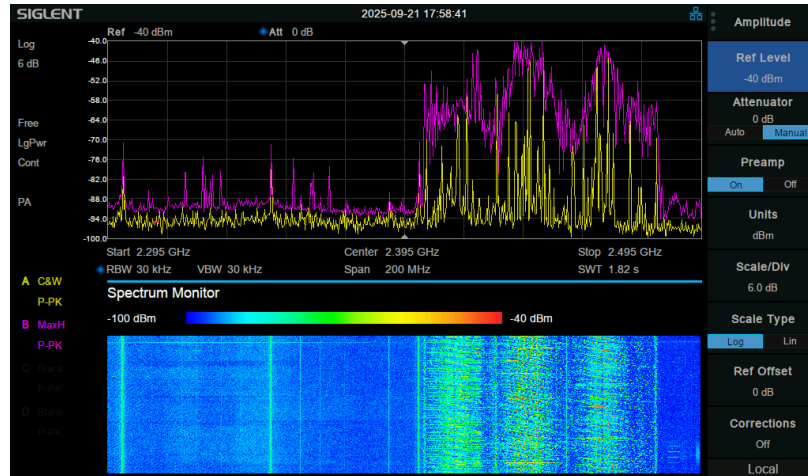 SIGLENT
2025-09-21 17:58:41
Amplitude
Ref -40 dBm
Att 0 dB
Log
6 dB
Free
LgPwr
Cont
PA
-40.0
-46.0
-52.0
-58.0
-64.0
-70.0
-76.0
-82.0
-88.0
-94.0
-100.0
Start 2.295 GHz
Center 2.395 GHz
Stop 2.495 GHz
RBW 30 kHz
VBW 30 kHz
Span 200 MHz
SWT 1.82 s
A C&W
P-PK
B MaxH
P-PK
C Blank
P-PK
D Blank
P-PK
Spectrum Monitor
-100 dBm
-40 dBm
Ref Level
-40 dBm
Attenuator
0 dB
Auto Manual
Preamp
On Off
Units
dBm
Scale/Div
6.0 dB
Scale Type
Log Lin
Ref Offset
0 dB
Corrections
Off
Local